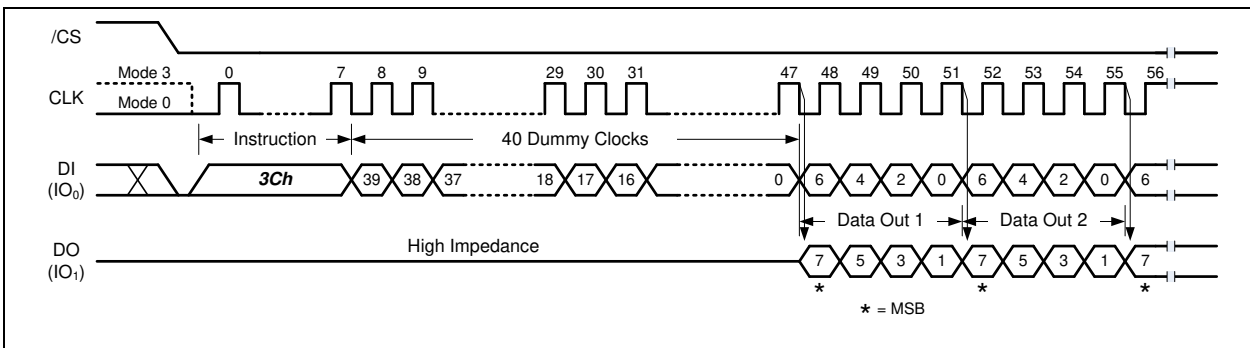 /CS
Mode 3 0 7 8 9 29 30 31 47 48 49 50 51 52 53 54 55 56
CLK
Mode 0
Instruction 40 Dummy Clocks
DI
(IO₀)
3Ch 39 38 37 18 17 16 0 6 4 2 0 6 4 2 0 6
Data Out 1 Data Out 2
DO
(IO₁)
High Impedance
7 5 3 1 7 5 3 1 7
* * *
* = MSB